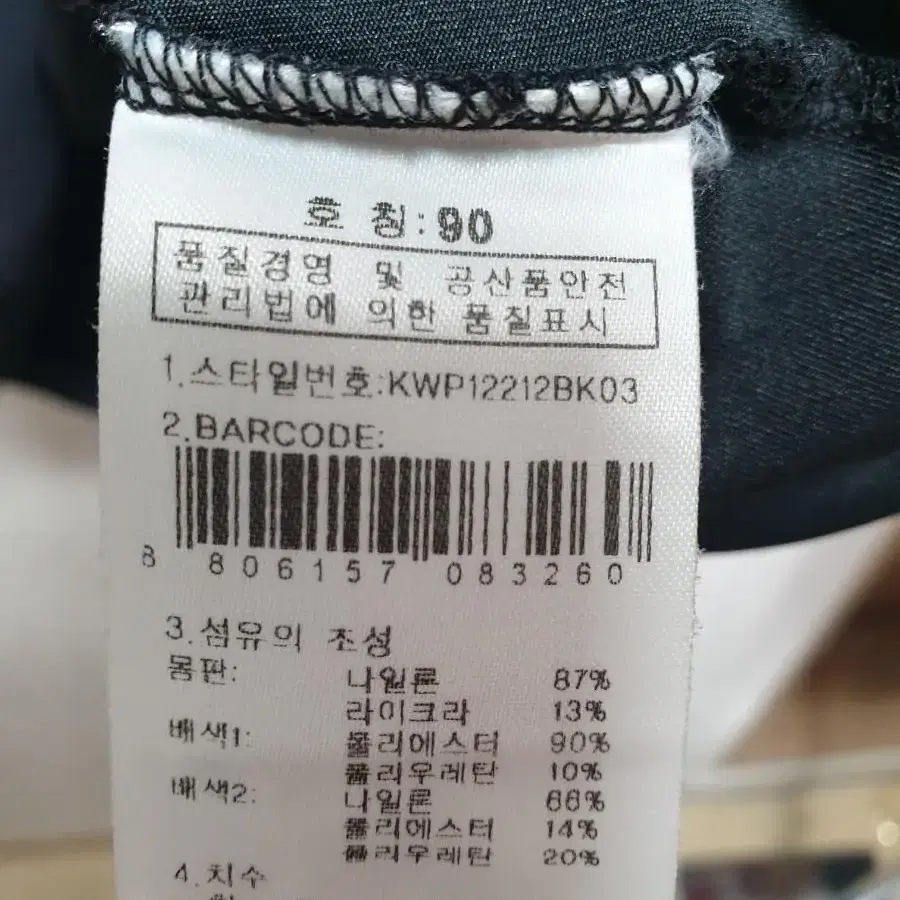 호 칭:90
품질경영 및 공산품안전
관리법에 의한 품질표시
1.스타일번호:KWP12212BK03
2.BARCODE:
8 806157 083260
3.섬유의 조성
몸판: 나일론 87%
라이크라 13%
배색1: 폴리에스터 90%
폴리우레탄 10%
배색2: 나일론 66%
폴리에스터 14%
폴리우레탄 20%
4.치수